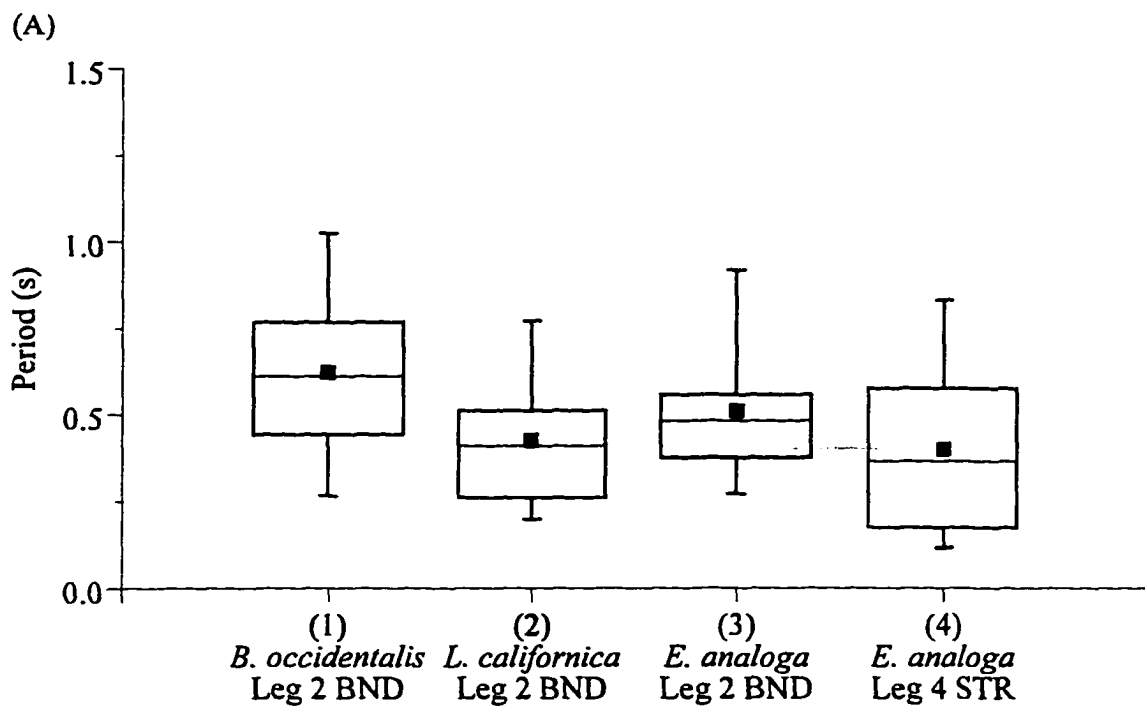 (A)
1.5
1.0
0.5
0.0
Period (s)
(1) (2) (3) (4)
B. occidentalis L. californica E. analoga E. analoga
Leg 2 BND Leg 2 BND Leg 2 BND Leg 4 STR